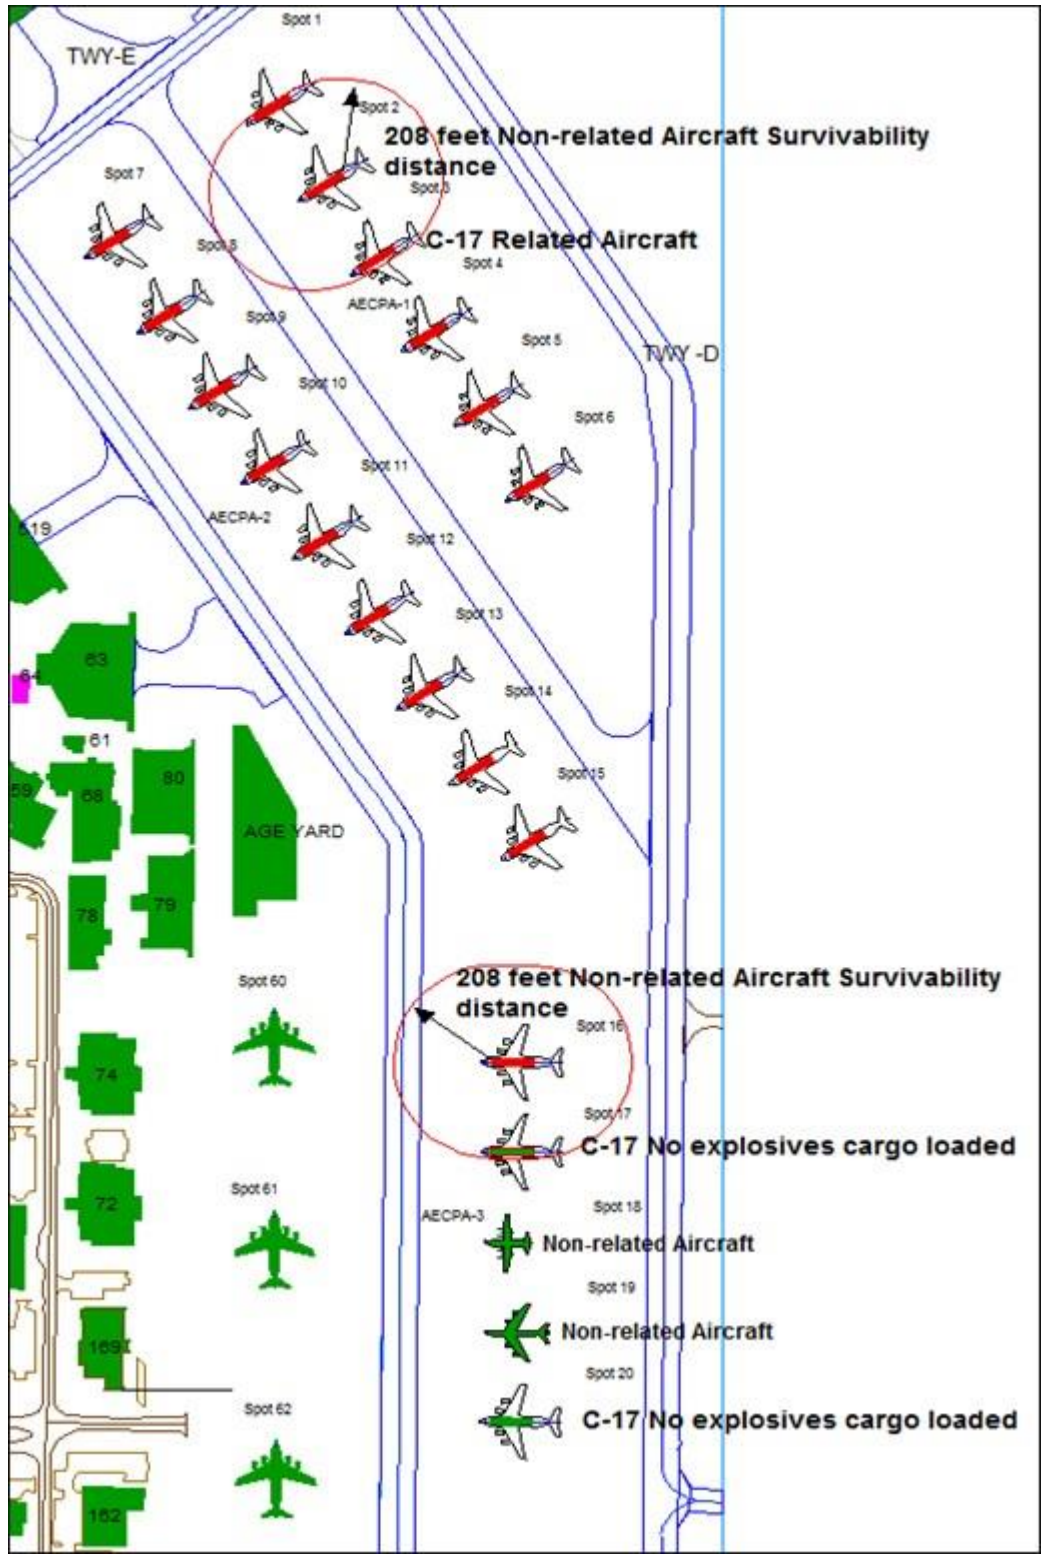 Spot 1
TWY-E
Spot 2
208 feet Non-related Aircraft Survivability
distance
Spot 7
Spot 3
C-17 Related Aircraft
Spot 8
Spot 4
AECPA-1
Spot 9
Spot 5
TWY -D
Spot 10
Spot 6
Spot 11
AECPA-2
519
Spot 12
Spot 13
63
64
Spot 14
61
Spot 15
80
59
68
AGE YARD
79
78
208 feet Non-related Aircraft Survivability
distance
Spot 60
Spot 16
74
Spot 17
C-17 No explosives cargo loaded
Spot 61
72
Spot 18
AECPA-3
Non-related Aircraft
Spot 19
Non-related Aircraft
169
Spot 20
Spot 62
C-17 No explosives cargo loaded
162